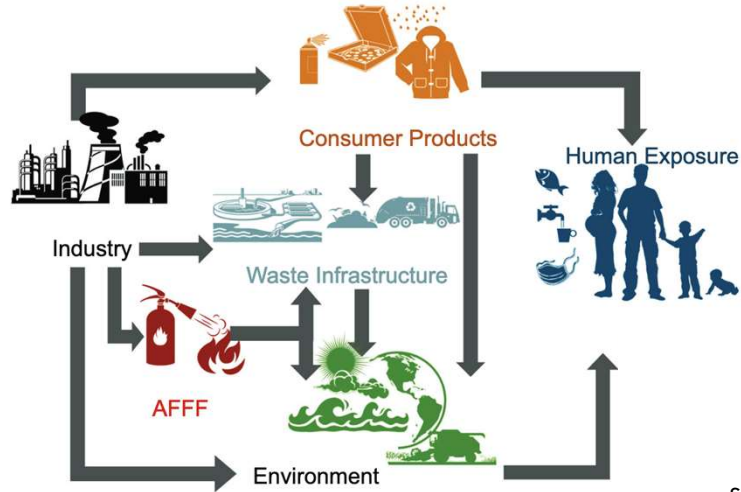 Consumer Products
Human Exposure
Industry
Waste Infrastructure
AFFF
Environment